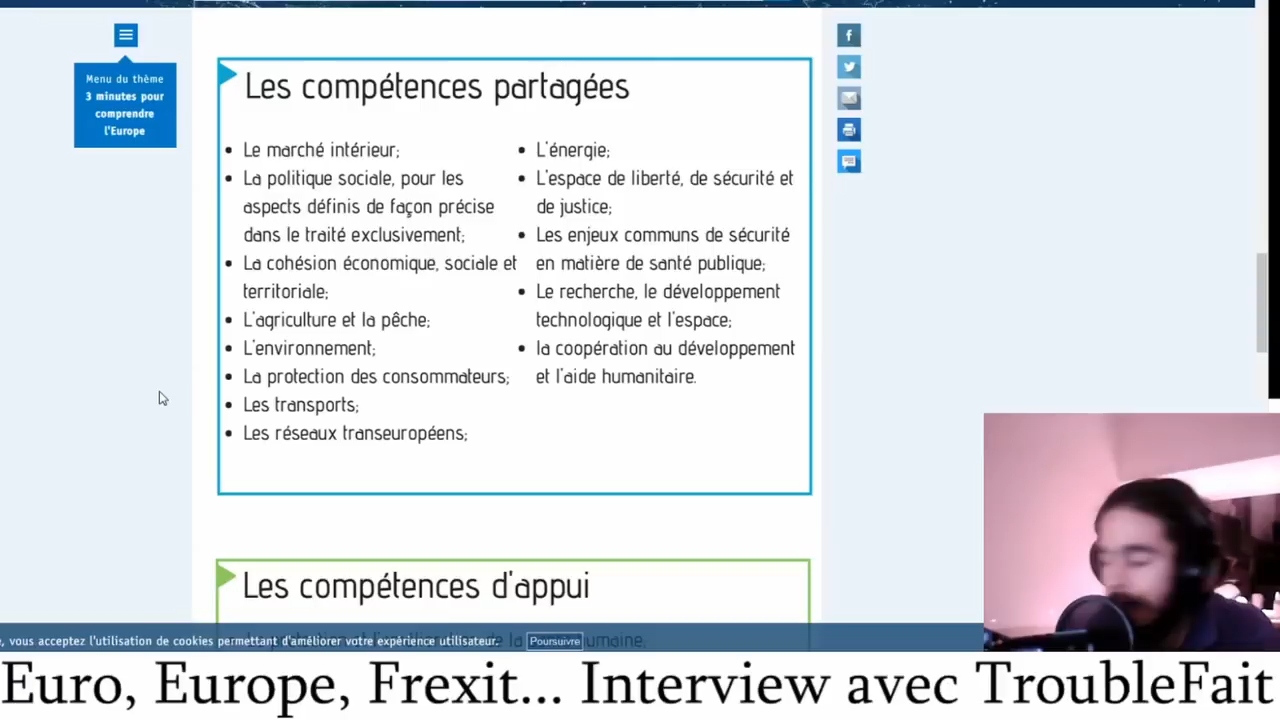 Menu du thème
3 minutes pour
comprendre
l'Europe
Les compétences partagées
Le marché intérieur;
La politique sociale, pour les
aspects définis de façon précise
dans le traité exclusivement;
La cohésion économique, sociale et
territoriale;
L'agriculture et la pêche;
L'environnement;
La protection des consommateurs;
Les transports;
Les réseaux transeuropéens;
L'énergie;
L'espace de liberté, de sécurité et
de justice;
Les enjeux communs de sécurité
en matière de santé publique;
Le recherche, le développement
technologique et l'espace;
la coopération au développement
et l'aide humanitaire.
Les compétences d'appui
, vous acceptez l'utilisation de cookies permettant d'améliorer votre expérience utilisateur. Poursuivre
Euro, Europe, Frexit... Interview avec TroubleFait